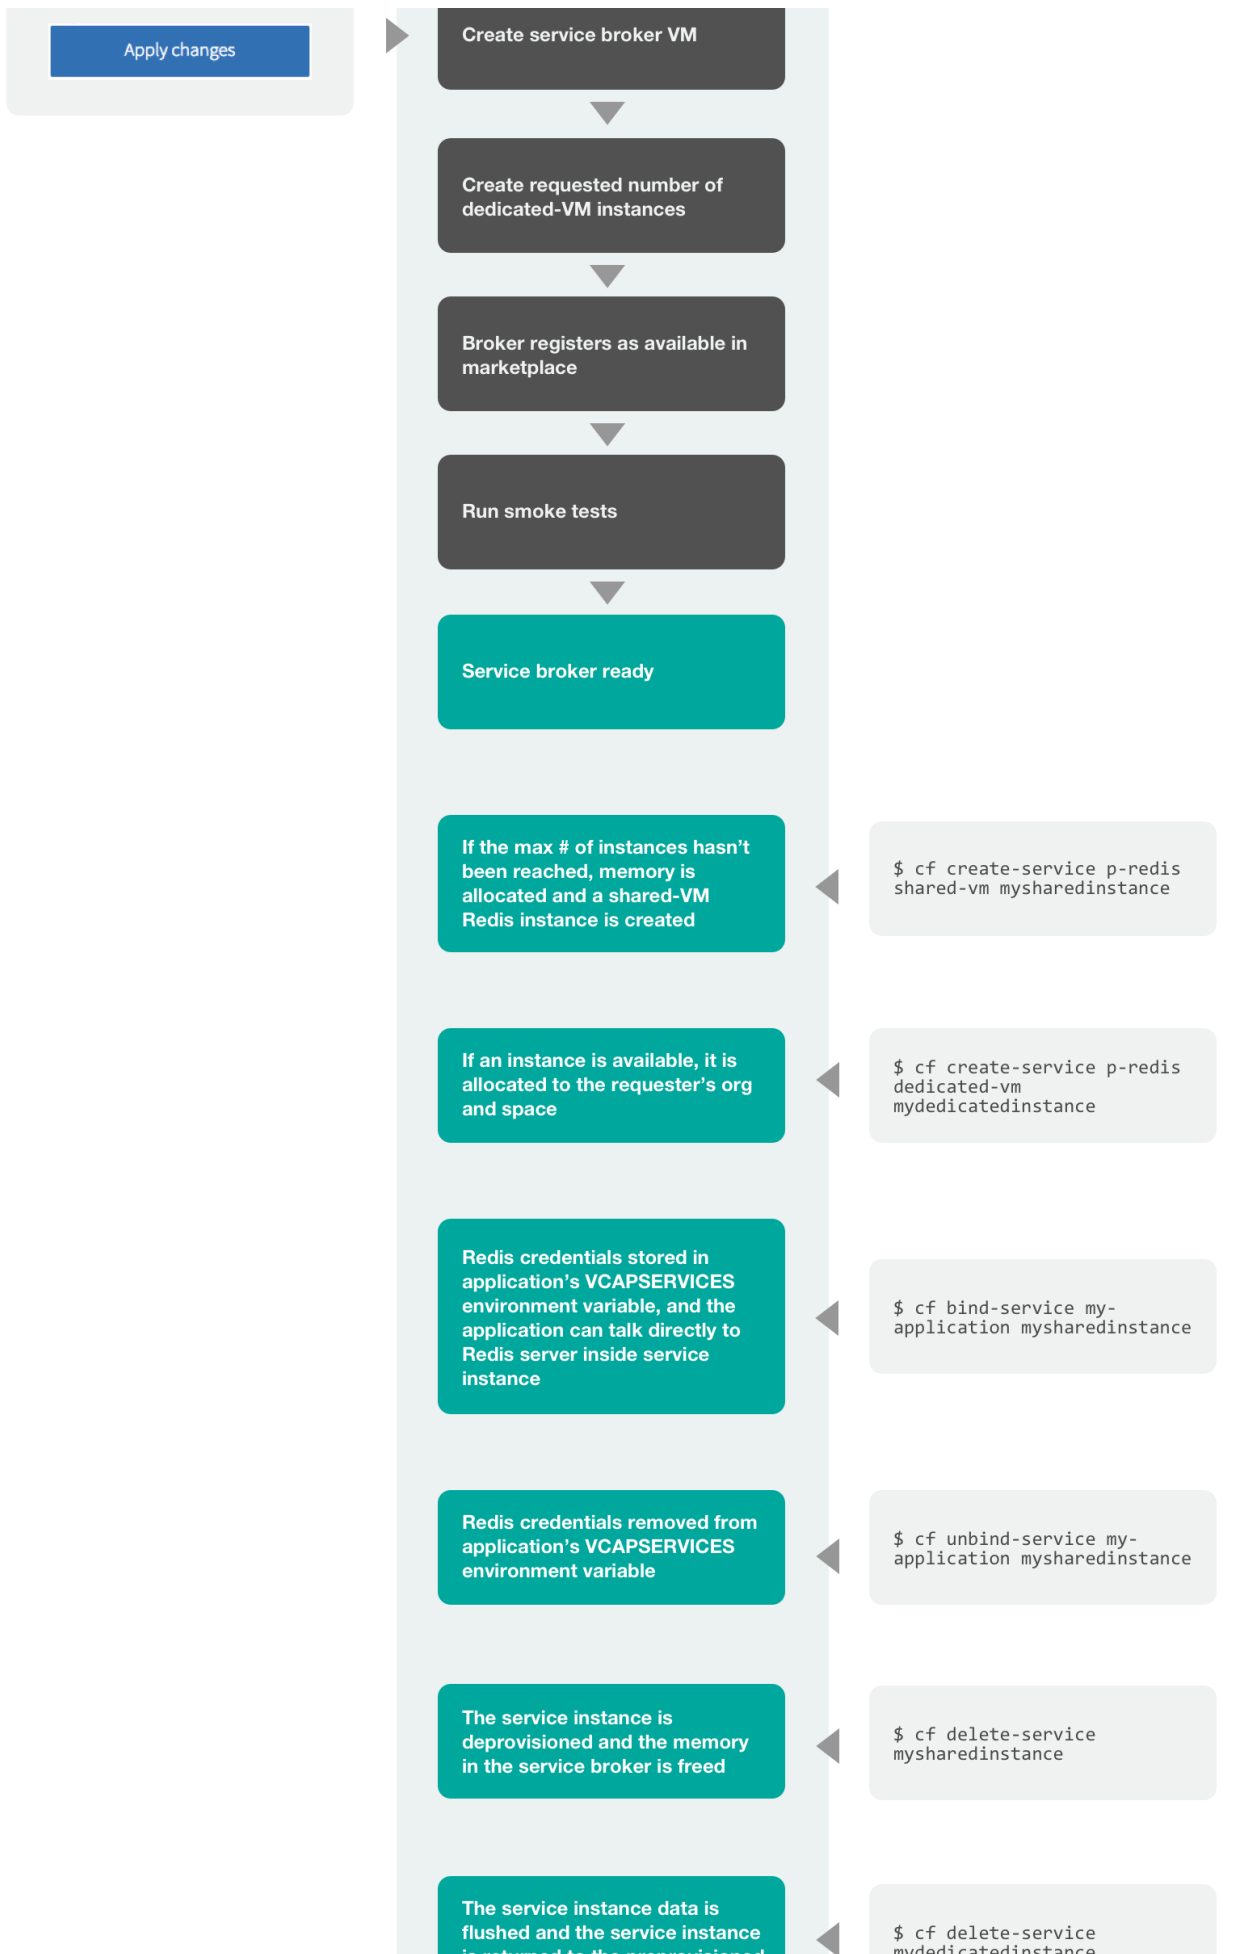 Apply changes
Create service broker VM
Create requested number of
dedicated-VM instances
Broker registers as available in
marketplace
Run smoke tests
Service broker ready
If the max # of instances hasn’t
been reached, memory is
allocated and a shared-VM
Redis instance is created
$ cf create-service p-redis
shared-vm mysharedinstance
If an instance is available, it is
allocated to the requester’s org
and space
$ cf create-service p-redis
dedicated-vm
mydedicatedinstance
Redis credentials stored in
application’s VCAPSERVICES
environment variable, and the
application can talk directly to
Redis server inside service
instance
$ cf bind-service my-
application mysharedinstance
Redis credentials removed from
application’s VCAPSERVICES
environment variable
$ cf unbind-service my-
application mysharedinstance
The service instance is
deprovisioned and the memory
in the service broker is freed
$ cf delete-service
mysharedinstance
The service instance data is
flushed and the service instance
is returned to the preprovisioned
$ cf delete-service
mydedicatedinstance